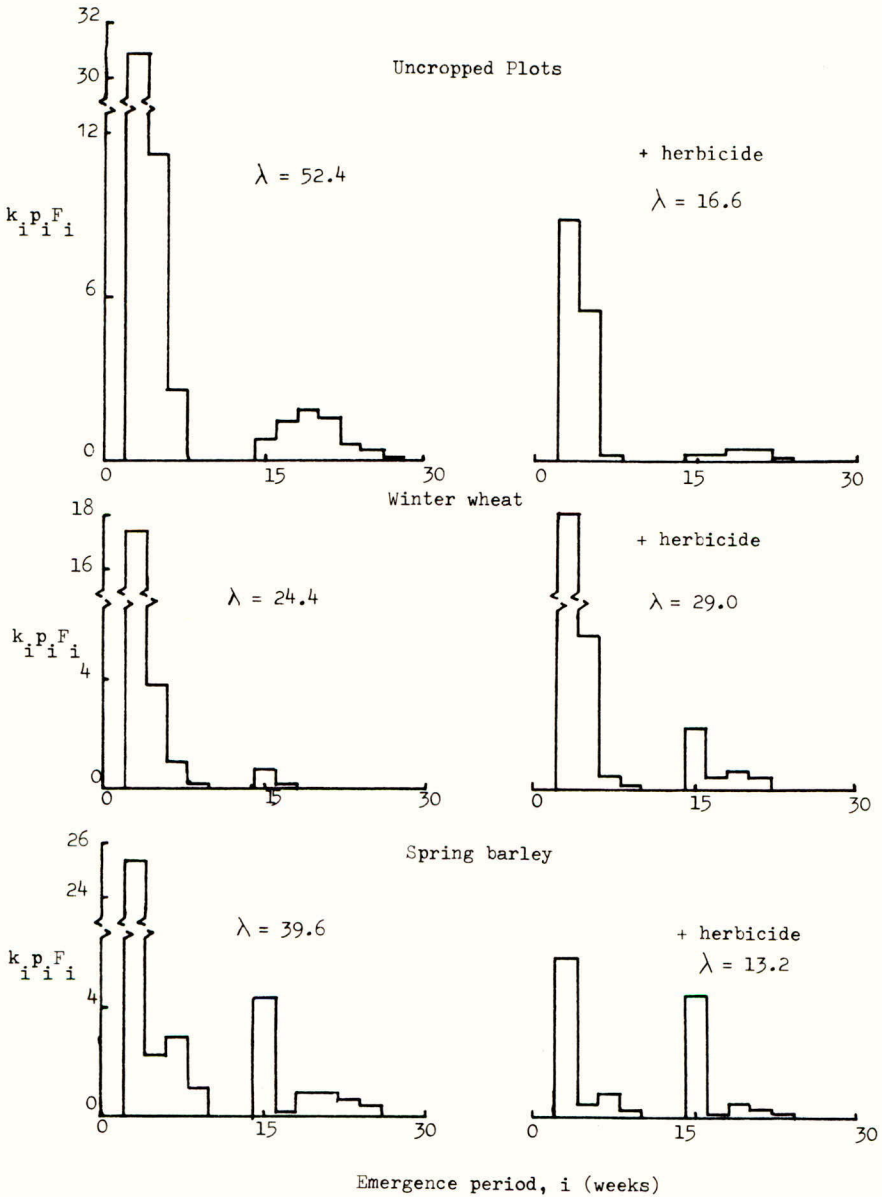 Uncropped Plots
32
30
12
6
0
k_i p_i F_i
λ = 52.4
0 15 30
+ herbicide
λ = 16.6
0 15 30
Winter wheat
18
16
4
0
k_i p_i F_i
λ = 24.4
0 15 30
+ herbicide
λ = 29.0
0 15 30
Spring barley
26
24
4
0
k_i p_i F_i
λ = 39.6
0 15 30
+ herbicide
λ = 13.2
0 15 30
Emergence period, i (weeks)